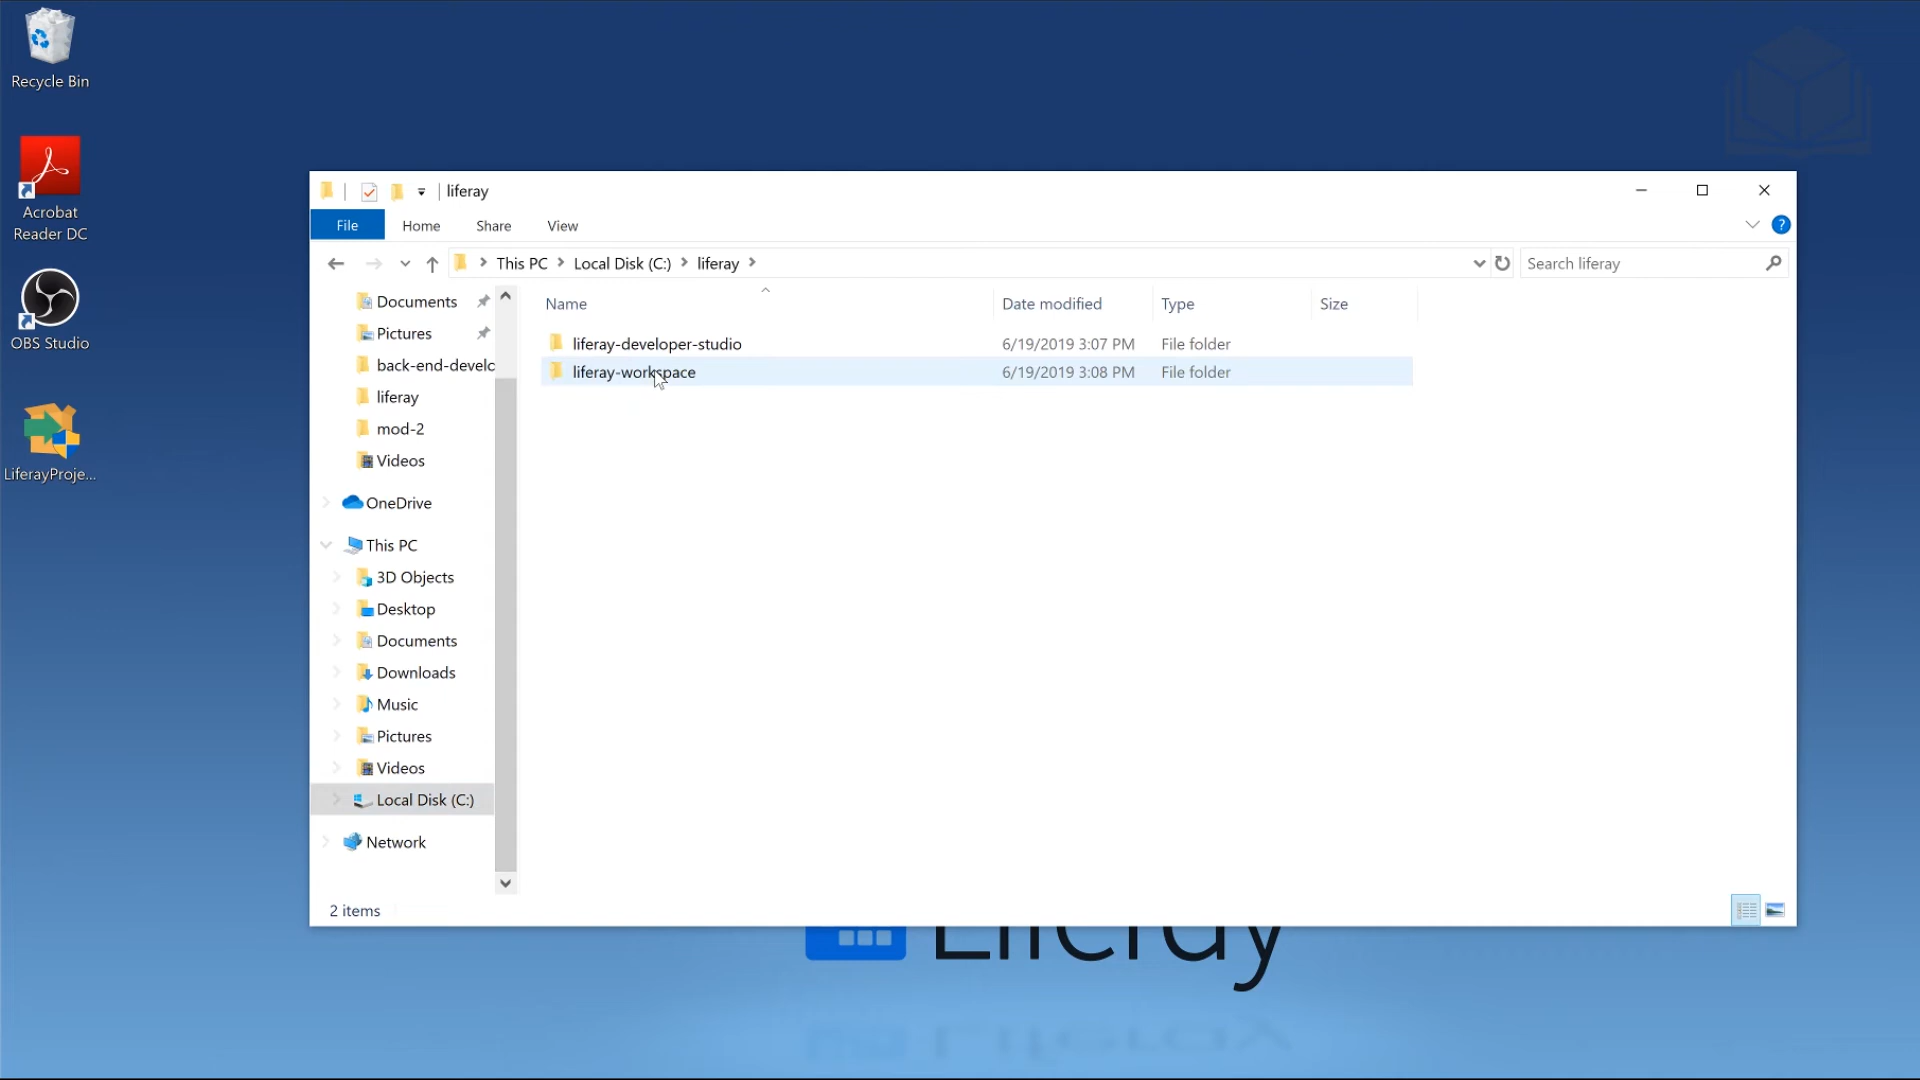 Recycle Bin
Acrobat
Reader DC
OBS Studio
LiferayProje...
liferay
File
Home
Share
View
?
This PC
Local Disk (C:)
liferay
Search liferay
Documents
Pictures
back-end-develo
liferay
mod-2
Videos
OneDrive
This PC
3D Objects
Desktop
Documents
Downloads
Music
Pictures
Videos
Local Disk (C:)
Network
Name
Date modified
Type
Size
liferay-developer-studio 6/19/2019 3:07 PM File folder
liferay-workspace 6/19/2019 3:08 PM File folder
2 items
Liferay